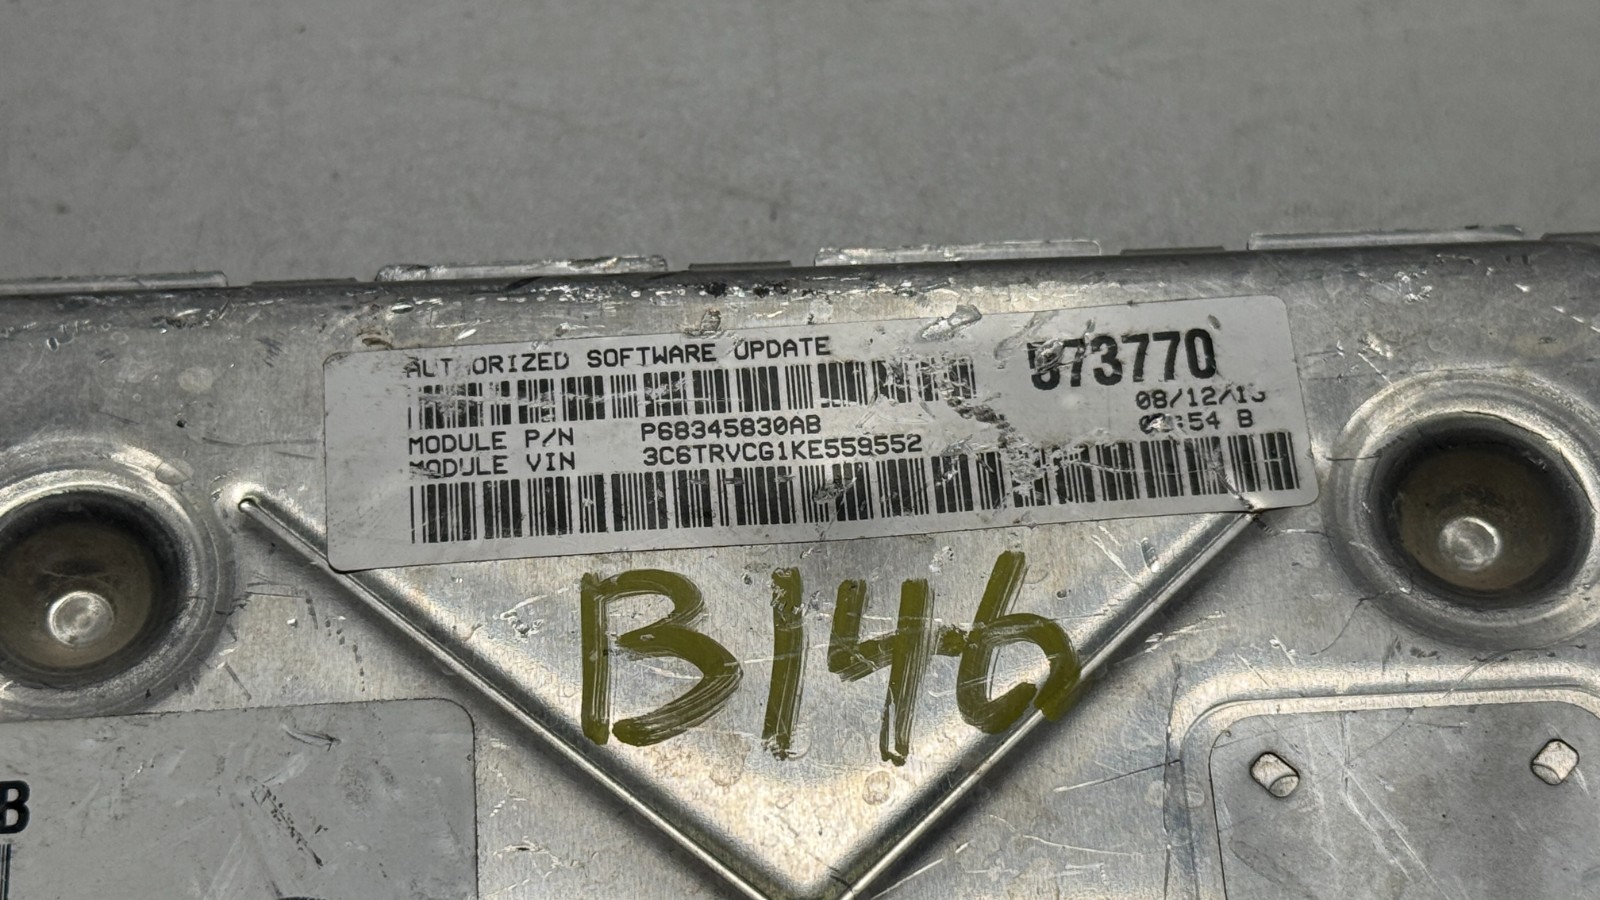 AUTHORIZED SOFTWARE UPDATE
MODULE P/N P68345830AB
MODULE VIN 3C6TRVCG1KE559552
B
B146